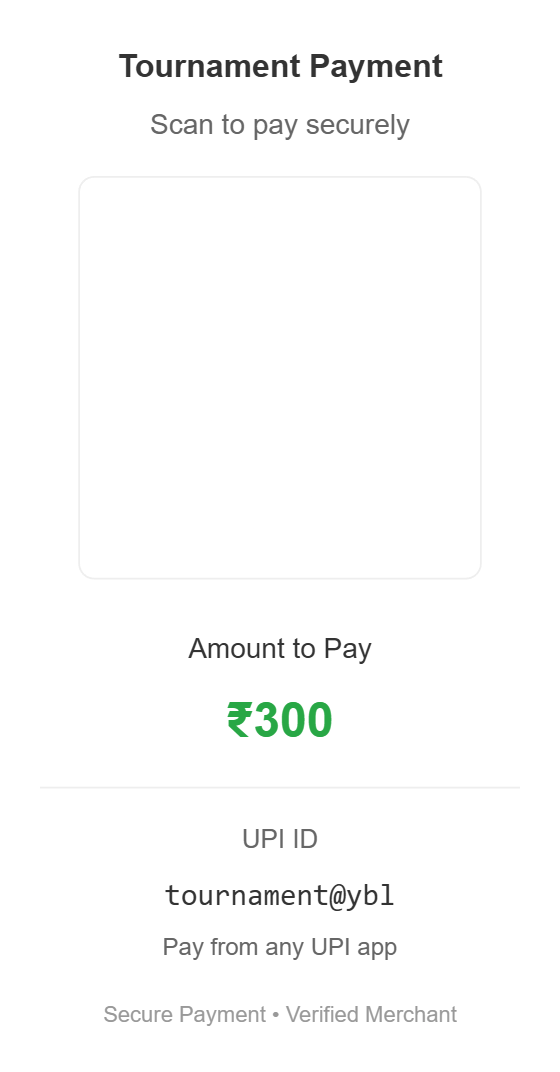 Tournament Payment
Scan to pay securely
Amount to Pay
₹300
UPI ID
tournament@ybl
Pay from any UPI app
Secure Payment • Verified Merchant